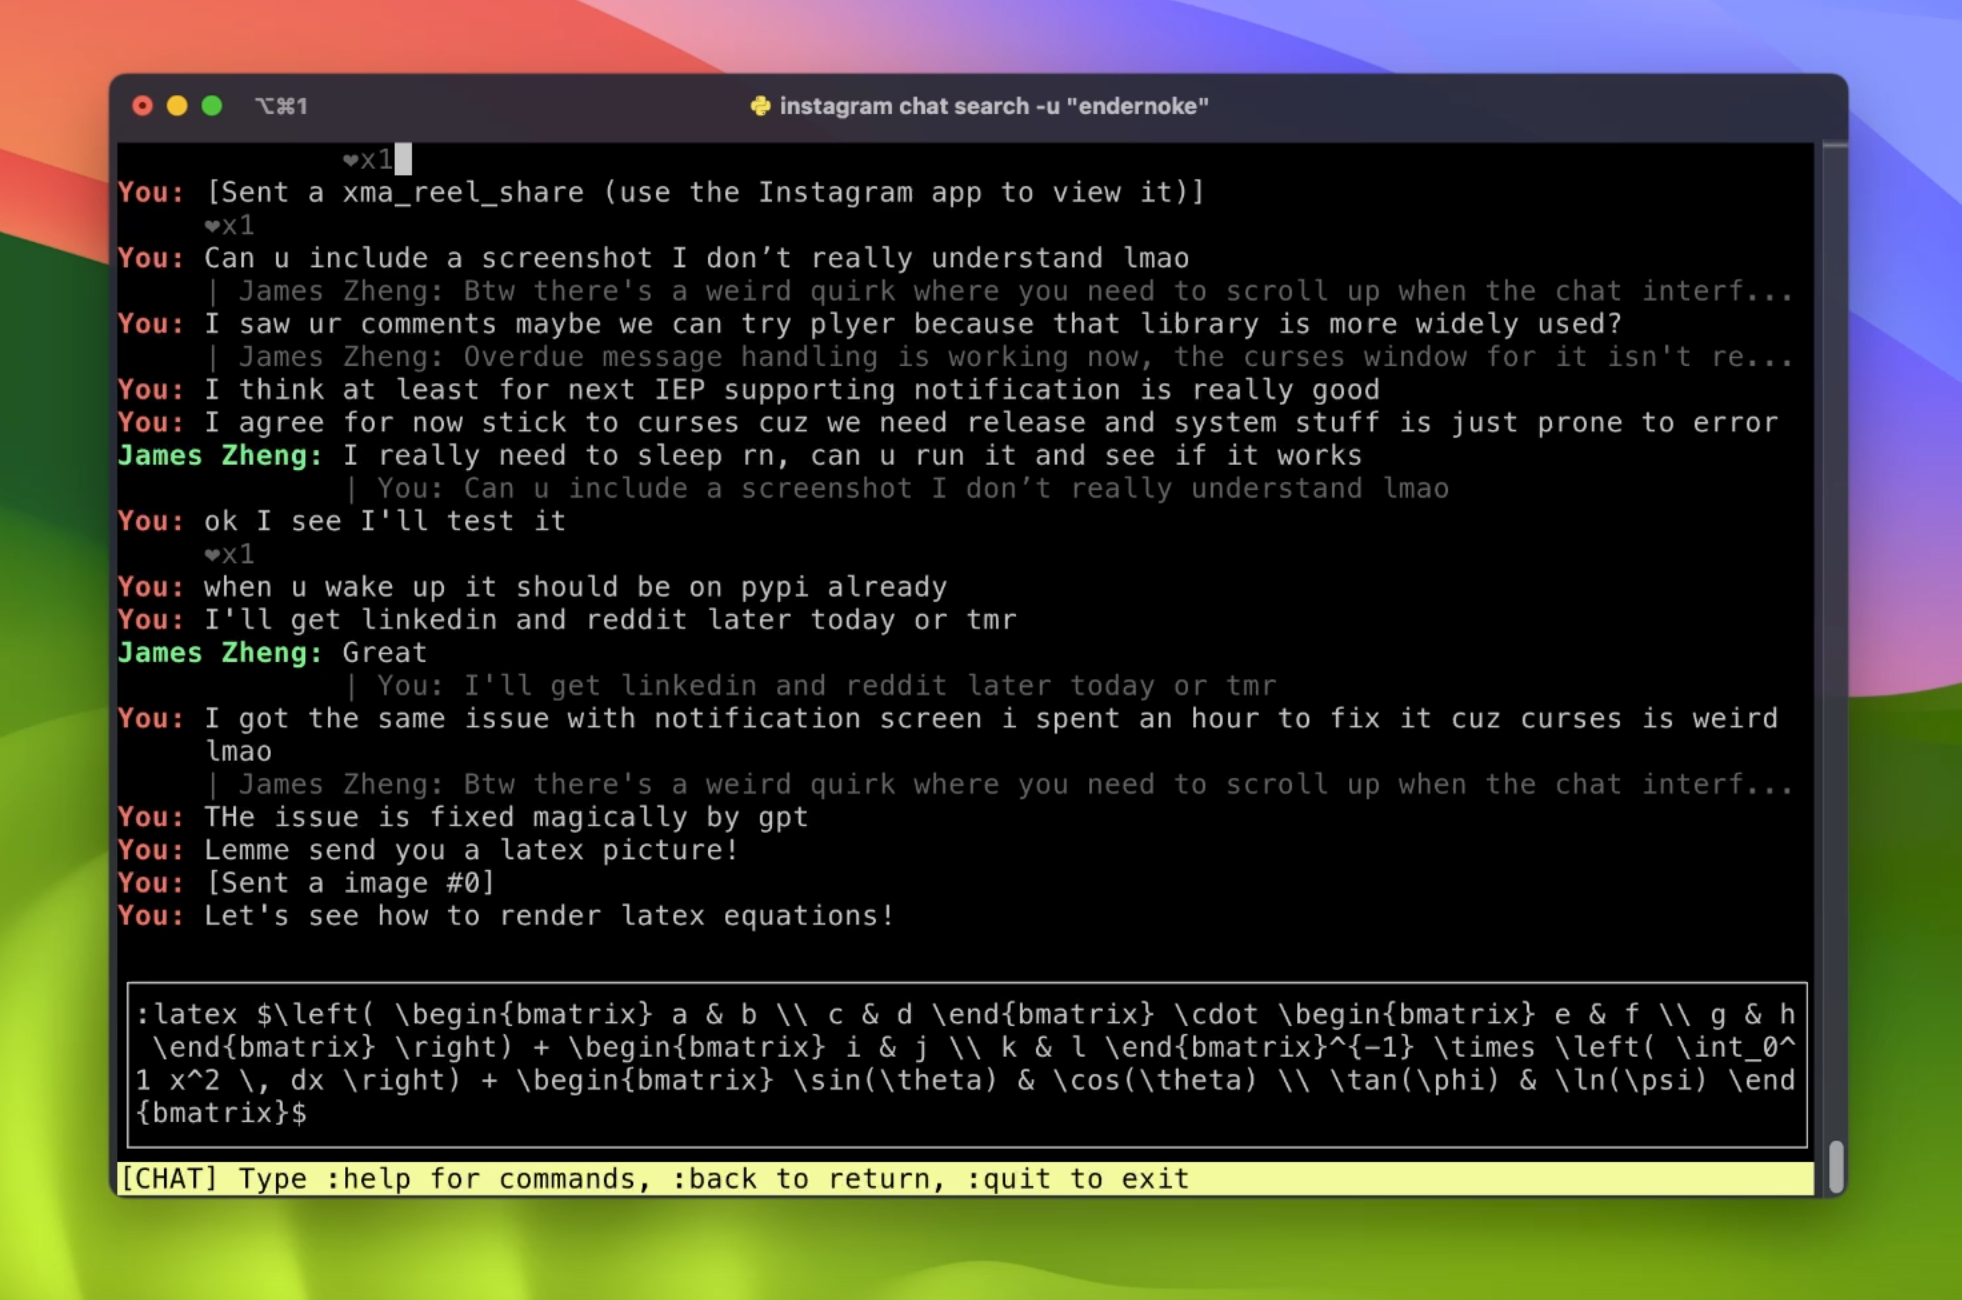 ⌥⌘1
instagram chat search -u "endernoke"
❤x1
You: [Sent a xma_reel_share (use the Instagram app to view it)]
❤x1
You: Can u include a screenshot I don’t really understand lmao
| James Zheng: Btw there's a weird quirk where you need to scroll up when the chat interf...
You: I saw ur comments maybe we can try plyer because that library is more widely used?
| James Zheng: Overdue message handling is working now, the curses window for it isn't re...
You: I think at least for next IEP supporting notification is really good
You: I agree for now stick to curses cuz we need release and system stuff is just prone to error
James Zheng: I really need to sleep rn, can u run it and see if it works
| You: Can u include a screenshot I don’t really understand lmao
You: ok I see I'll test it
❤x1
You: when u wake up it should be on pypi already
You: I'll get linkedin and reddit later today or tmr
James Zheng: Great
| You: I'll get linkedin and reddit later today or tmr
You: I got the same issue with notification screen i spent an hour to fix it cuz curses is weird
lmao
| James Zheng: Btw there's a weird quirk where you need to scroll up when the chat interf...
You: THe issue is fixed magically by gpt
You: Lemme send you a latex picture!
You: [Sent a image #0]
You: Let's see how to render latex equations!
:latex $\left( \begin{bmatrix} a & b \\ c & d \end{bmatrix} \cdot \begin{bmatrix} e & f \\ g & h
\end{bmatrix} \right) + \begin{bmatrix} i & j \\ k & l \end{bmatrix}^{-1} \times \left( \int_0^
1 x^2 \, dx \right) + \begin{bmatrix} \sin(\theta) & \cos(\theta) \\ \tan(\phi) & \ln(\psi) \end
{bmatrix}$
[CHAT] Type :help for commands, :back to return, :quit to exit